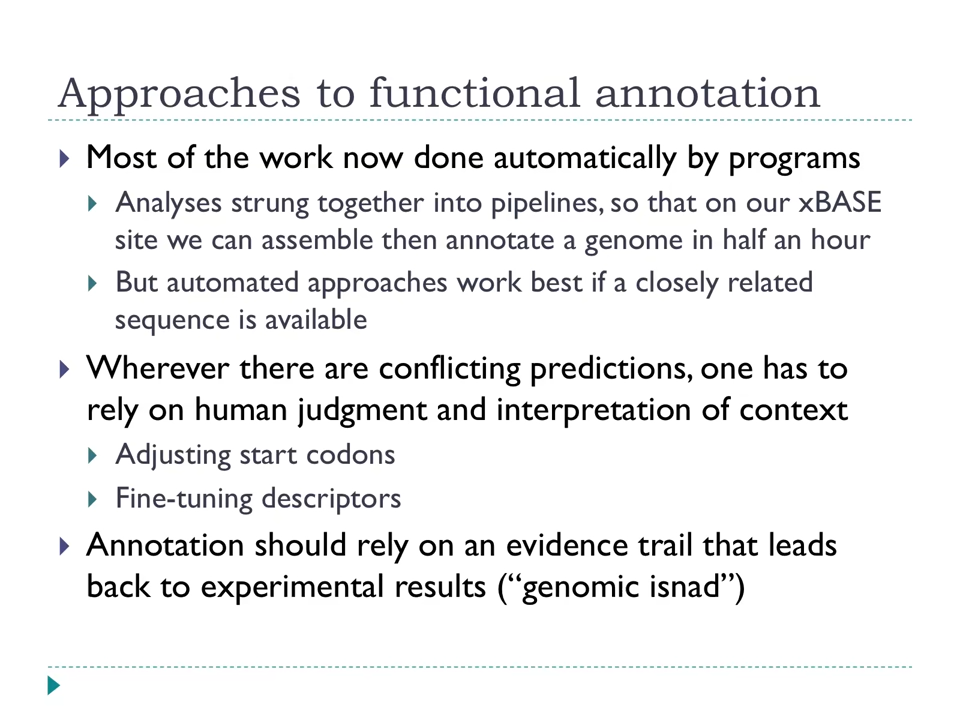 Approaches to functional annotation
Most of the work now done automatically by programs
Analyses strung together into pipelines, so that on our xBASE
site we can assemble then annotate a genome in half an hour
But automated approaches work best if a closely related
sequence is available
Wherever there are conflicting predictions, one has to
rely on human judgment and interpretation of context
Adjusting start codons
Fine-tuning descriptors
Annotation should rely on an evidence trail that leads
back to experimental results (“genomic isnad”)